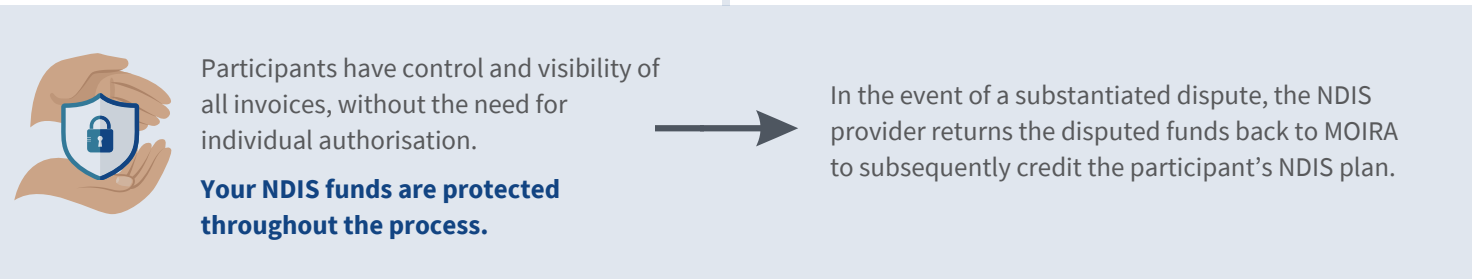 Participants have control and visibility of
all invoices, without the need for
individual authorisation.
Your NDIS funds are protected
throughout the process.
In the event of a substantiated dispute, the NDIS
provider returns the disputed funds back to MOIRA
to subsequently credit the participant’s NDIS plan.